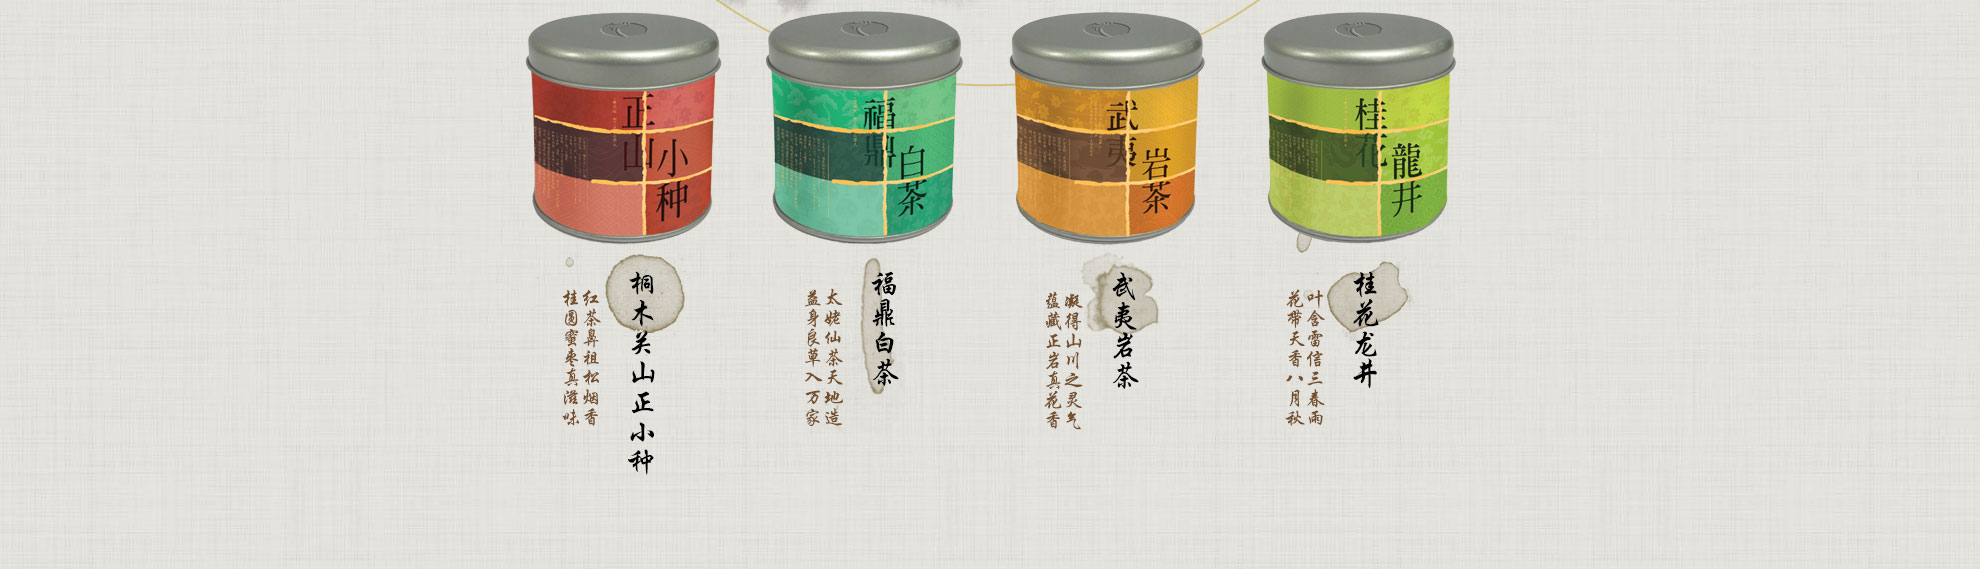 正山
小种
福鼎
白茶
武夷
岩茶
桂花
龍井
桐木关山正小种
红茶鼻祖松烟香
桂圆蜜枣真滋味
福鼎白茶
太姥仙茶天地造
益身良草入万家
武夷岩茶
凝得山川之灵气
蕴藏正岩真花香
桂花龙井
叶含雷信三春雨
花带天香八月秋